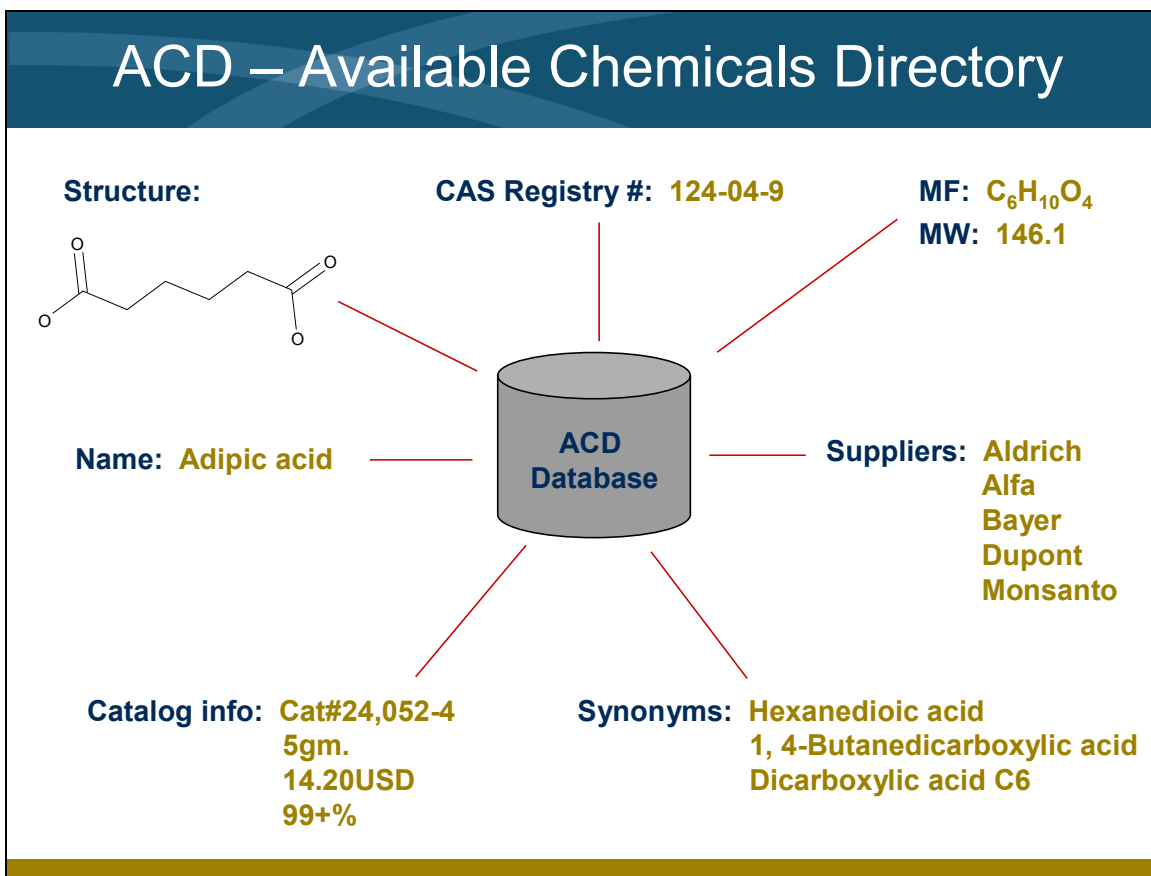 ACD – Available Chemicals Directory
Structure:
CAS Registry #: 124-04-9
MF: C₆H₁₀O₄
MW: 146.1
O
O
O
O
Name: Adipic acid
ACD
Database
Suppliers: Aldrich
Alfa
Bayer
Dupont
Monsanto
Catalog info: Cat#24,052-4
5gm.
14.20USD
99+%
Synonyms: Hexanedioic acid
1, 4-Butanedicarboxylic acid
Dicarboxylic acid C6